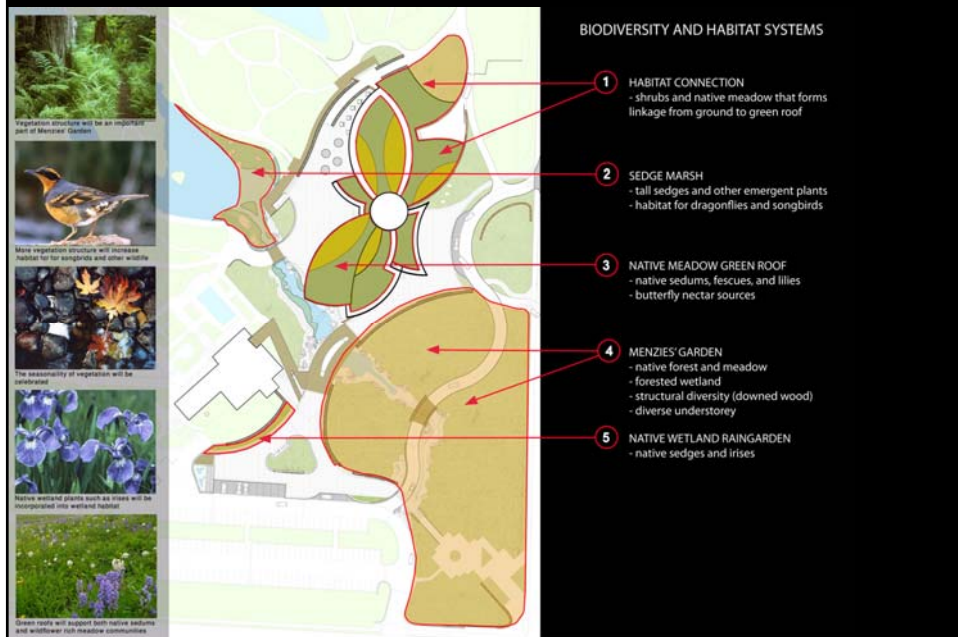 BIODIVERSITY AND HABITAT SYSTEMS
1 HABITAT CONNECTION
- shrubs and native meadow that forms
linkage from ground to green roof
2 SEDGE MARSH
- tall sedges and other emergent plants
- habitat for dragonflies and songbirds
3 NATIVE MEADOW GREEN ROOF
- native sedums, fescues, and lilies
- butterfly nectar sources
4 MENZIES' GARDEN
- native forest and meadow
- forested wetland
- structural diversity (downed wood)
- diverse understorey
5 NATIVE WETLAND RAINGARDEN
- native sedges and irises
Vegetation structure will be an important
part of Menzies' Garden
More vegetation structure will increase
habitat for for songbirds and other wildlife
The seasonality of vegetation will be
celebrated
Native wetland plants such as irises will be
incorporated into wetland habitat
Green roofs will support both native sedums
and wildflower rich meadow communities